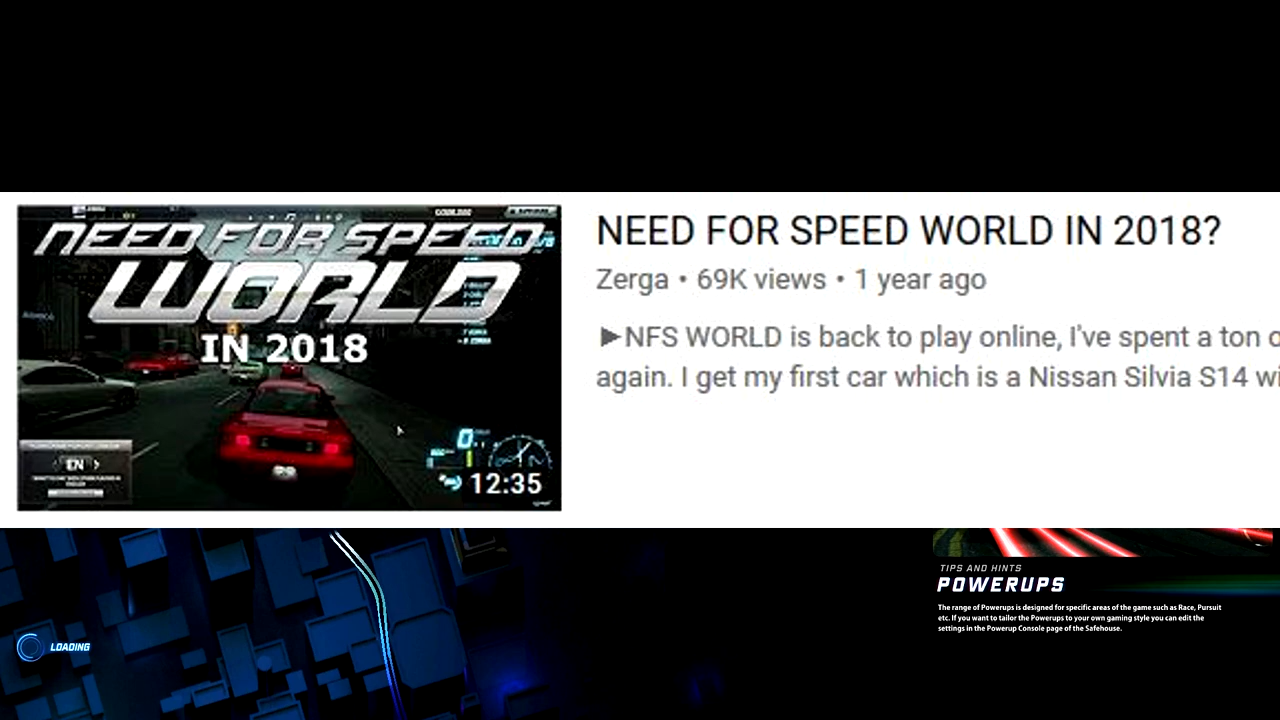 NEED FOR SPEED
WORLD
IN 2018
EN
12:35
NEED FOR SPEED WORLD IN 2018?
Zerga • 69K views • 1 year ago
►NFS WORLD is back to play online, I've spent a ton
again. I get my first car which is a Nissan Silvia S14
TIPS AND HINTS
POWERUPS
The range of Powerups is designed for specific areas of the game such as Race, Pursuit
etc. If you want to tailor the Powerups to your own gaming style you can edit the
settings in the Powerup Console page of the Safehouse.
LOADING